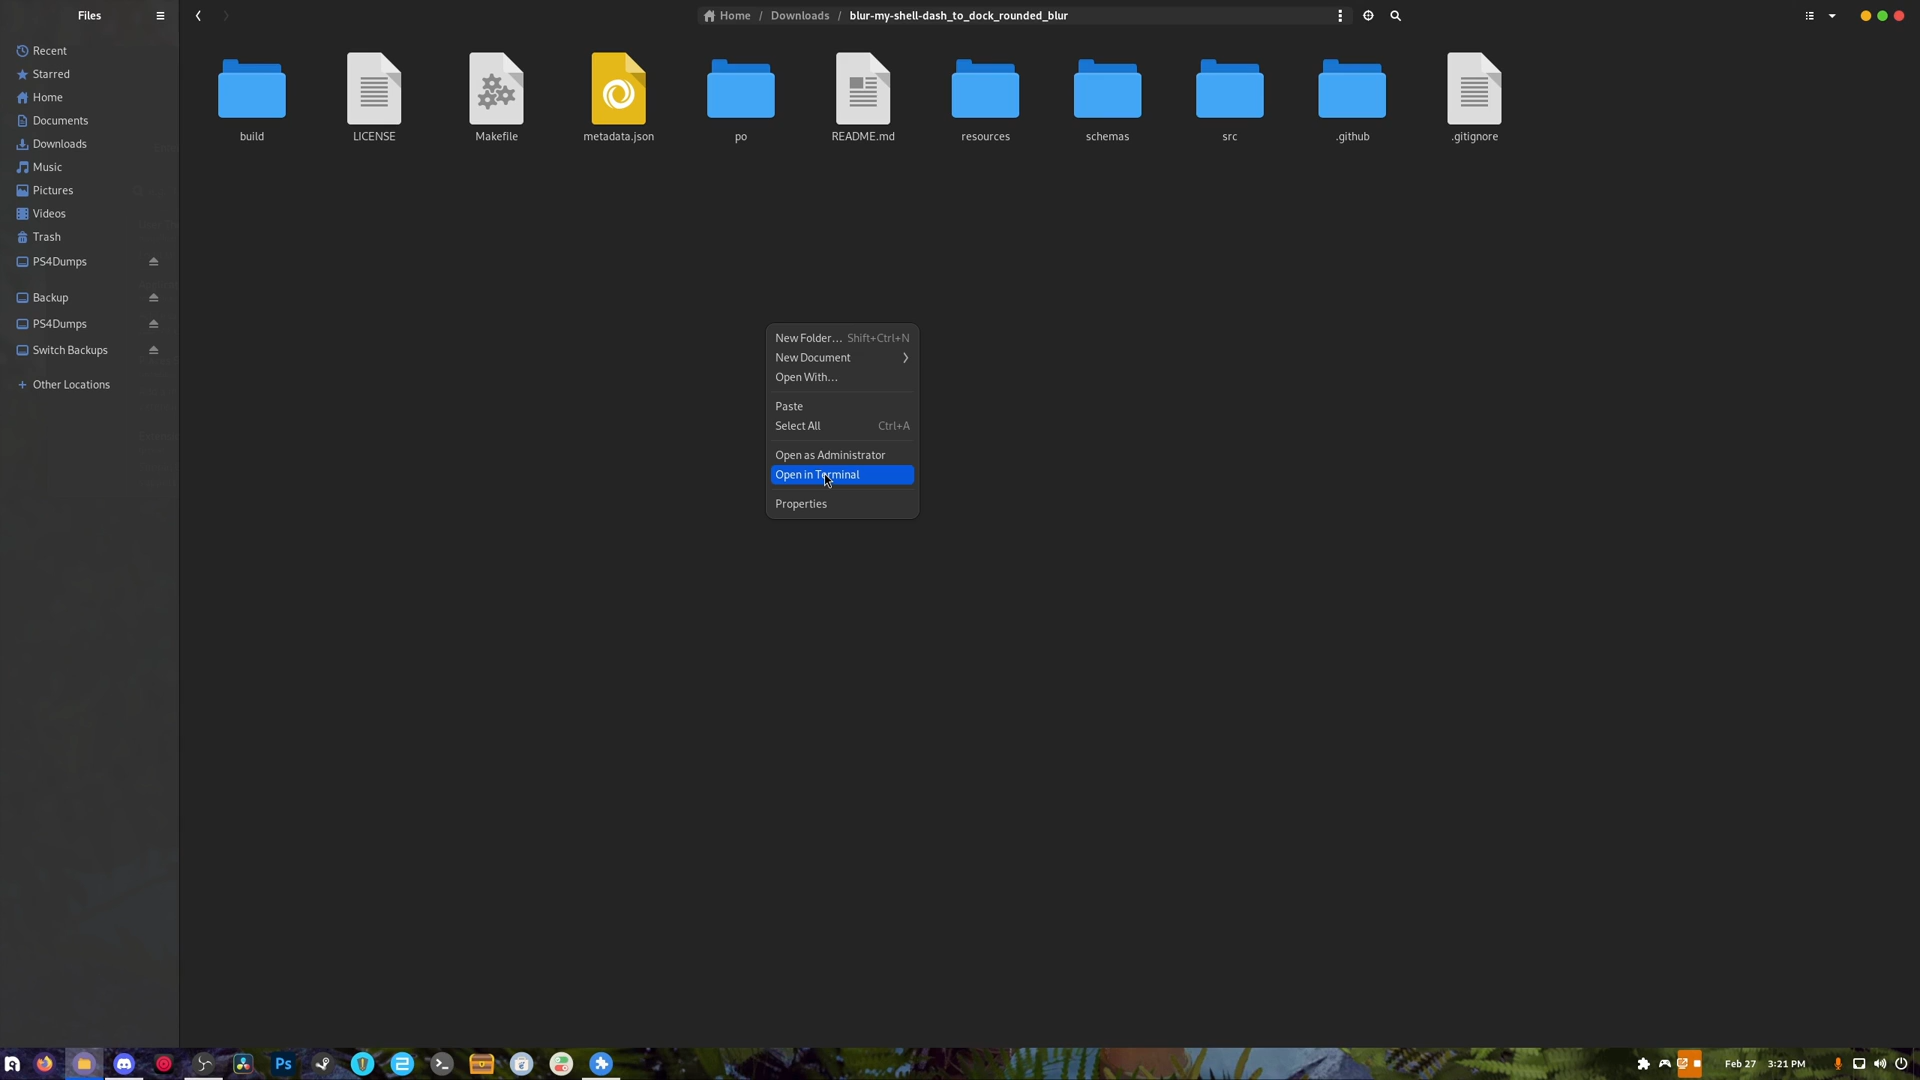 Files
Home / Downloads / blur-my-shell-dash_to_dock_rounded_blur
Recent
Starred
Home
Documents
Downloads
Music
Pictures
Videos
Trash
PS4Dumps
Backup
PS4Dumps
Switch Backups
Other Locations
build
LICENSE
Makefile
metadata.json
po
README.md
resources
schemas
src
.github
.gitignore
New Folder… Shift+Ctrl+N
New Document
Open With…
Paste
Select All Ctrl+A
Open as Administrator
Open in Terminal
Properties
Ps
Feb 27 3:21 PM